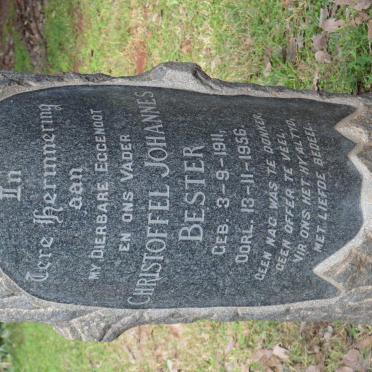 In
Tere Herinnering
aan
MY DIERBARE EGGENOOT
EN ONS VADER
CHRISTOFFEL JOHANNES
BESTER
GEB. 3-9-1911,
OORL. 13-11-1956.
GEEN NAG WAS TE DONKER,
GEEN OFFER TE VEEL
VIR ONS HET HY ALTYD,
MET LIEFDE BEDEEL